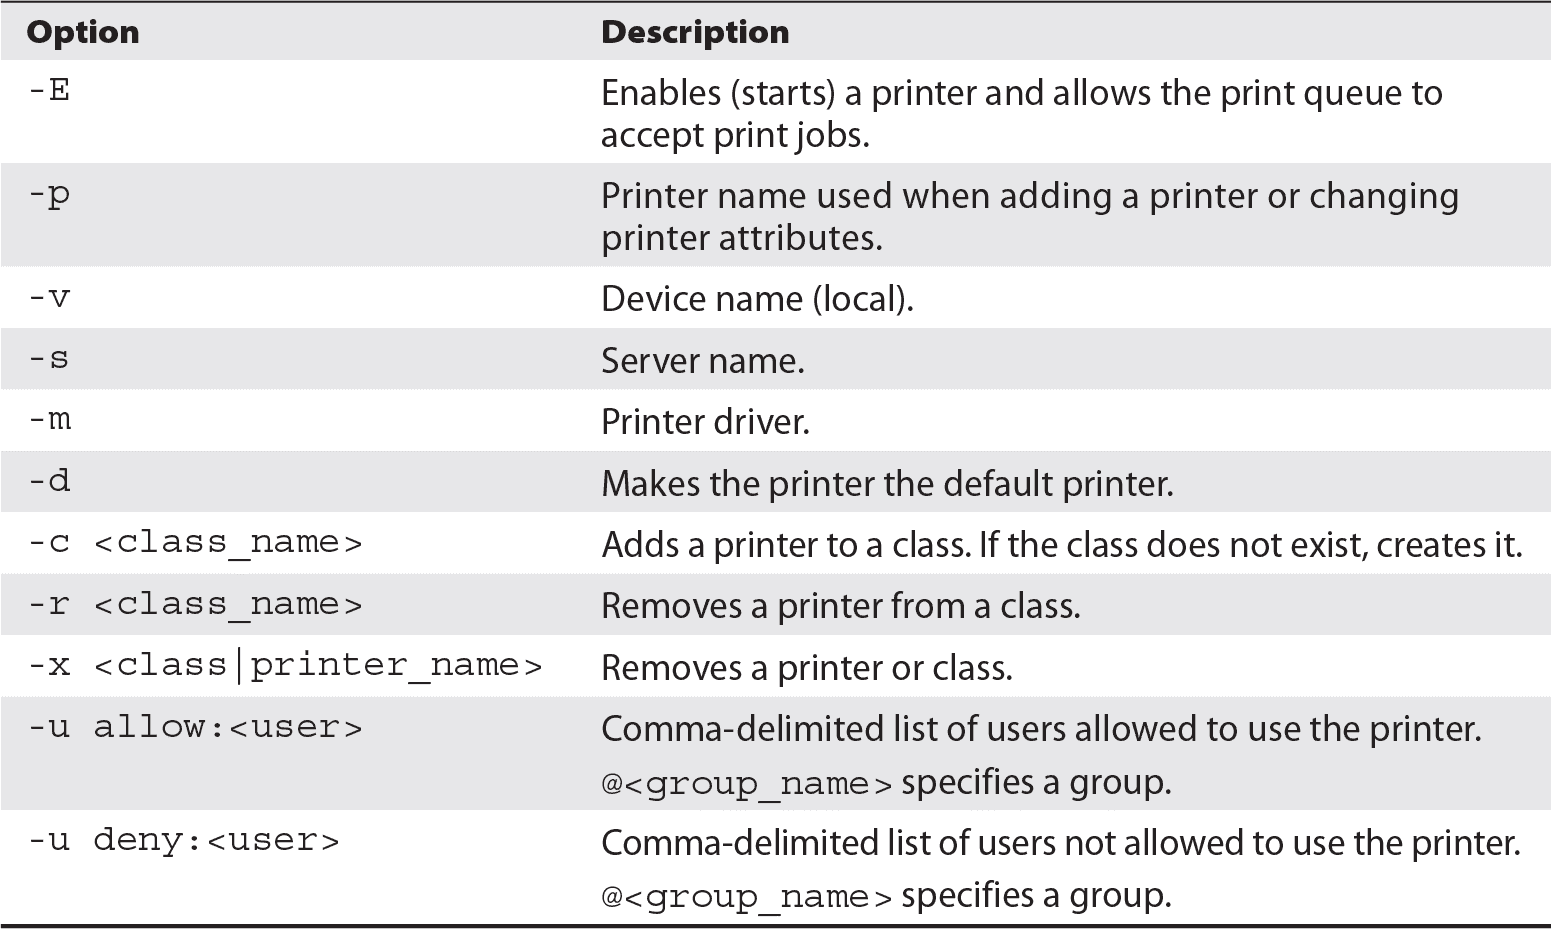 Option Description
-E Enables (starts) a printer and allows the print queue to
accept print jobs.
-p Printer name used when adding a printer or changing
printer attributes.
-v Device name (local).
-s Server name.
-m Printer driver.
-d Makes the printer the default printer.
-c <class_name> Adds a printer to a class. If the class does not exist, creates it.
-r <class_name> Removes a printer from a class.
-x <class|printer_name> Removes a printer or class.
-u allow:<user> Comma-delimited list of users allowed to use the printer.
@<group_name> specifies a group.
-u deny:<user> Comma-delimited list of users not allowed to use the printer.
@<group_name> specifies a group.